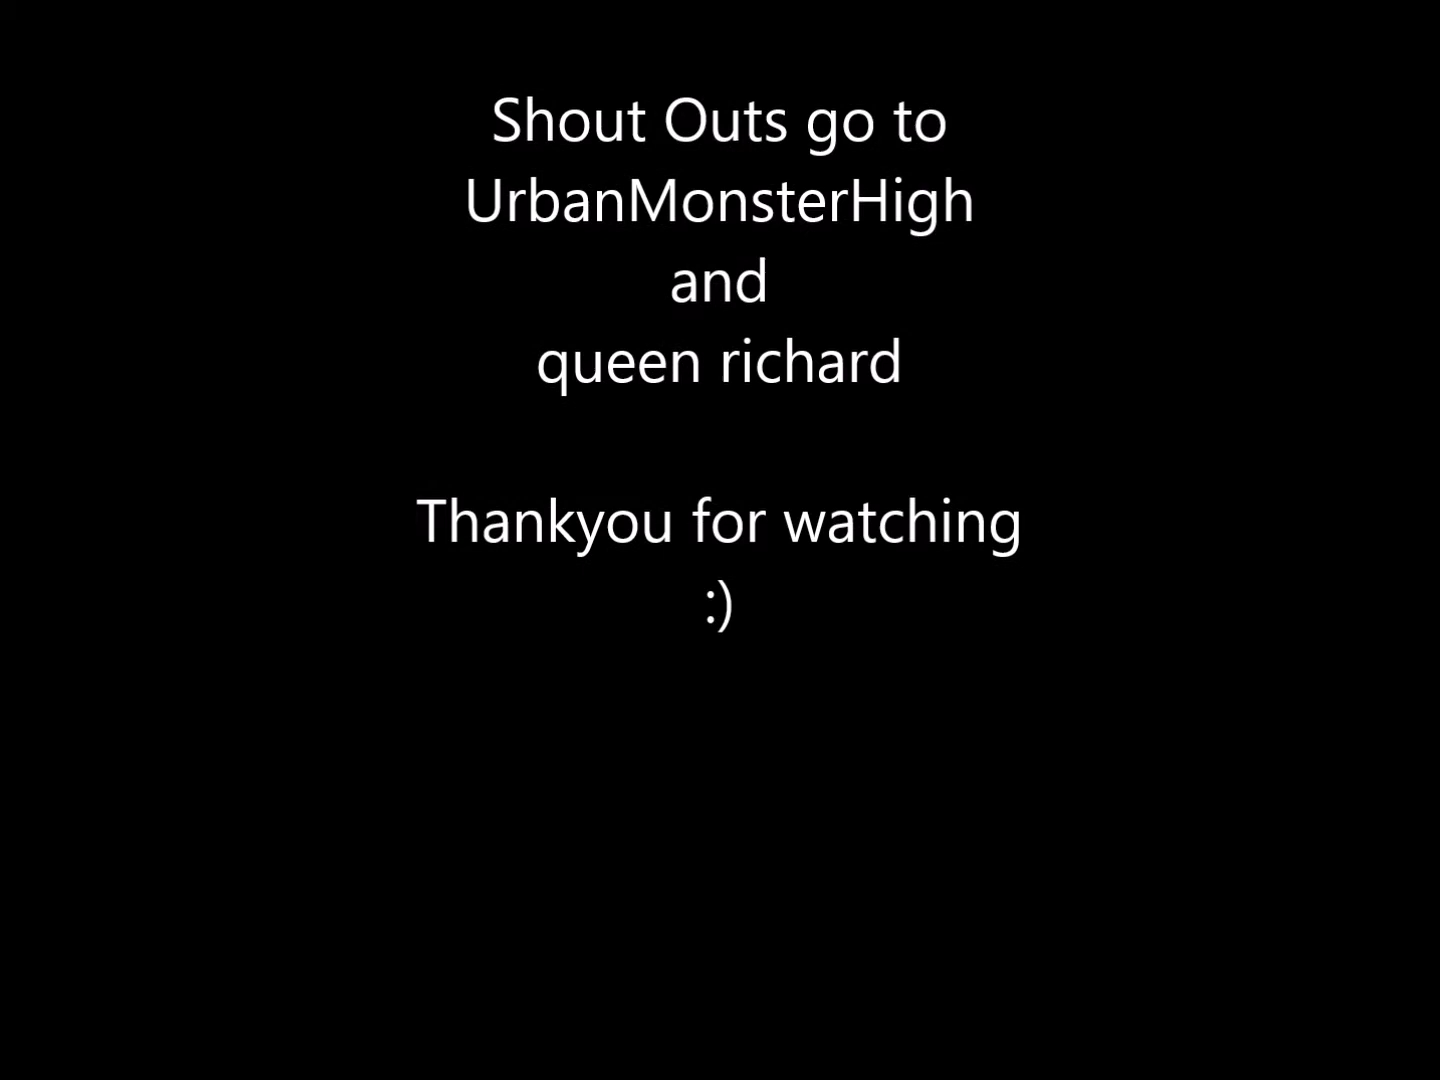 Shout Outs go to
UrbanMonsterHigh
and
queen richard
Thankyou for watching
:)